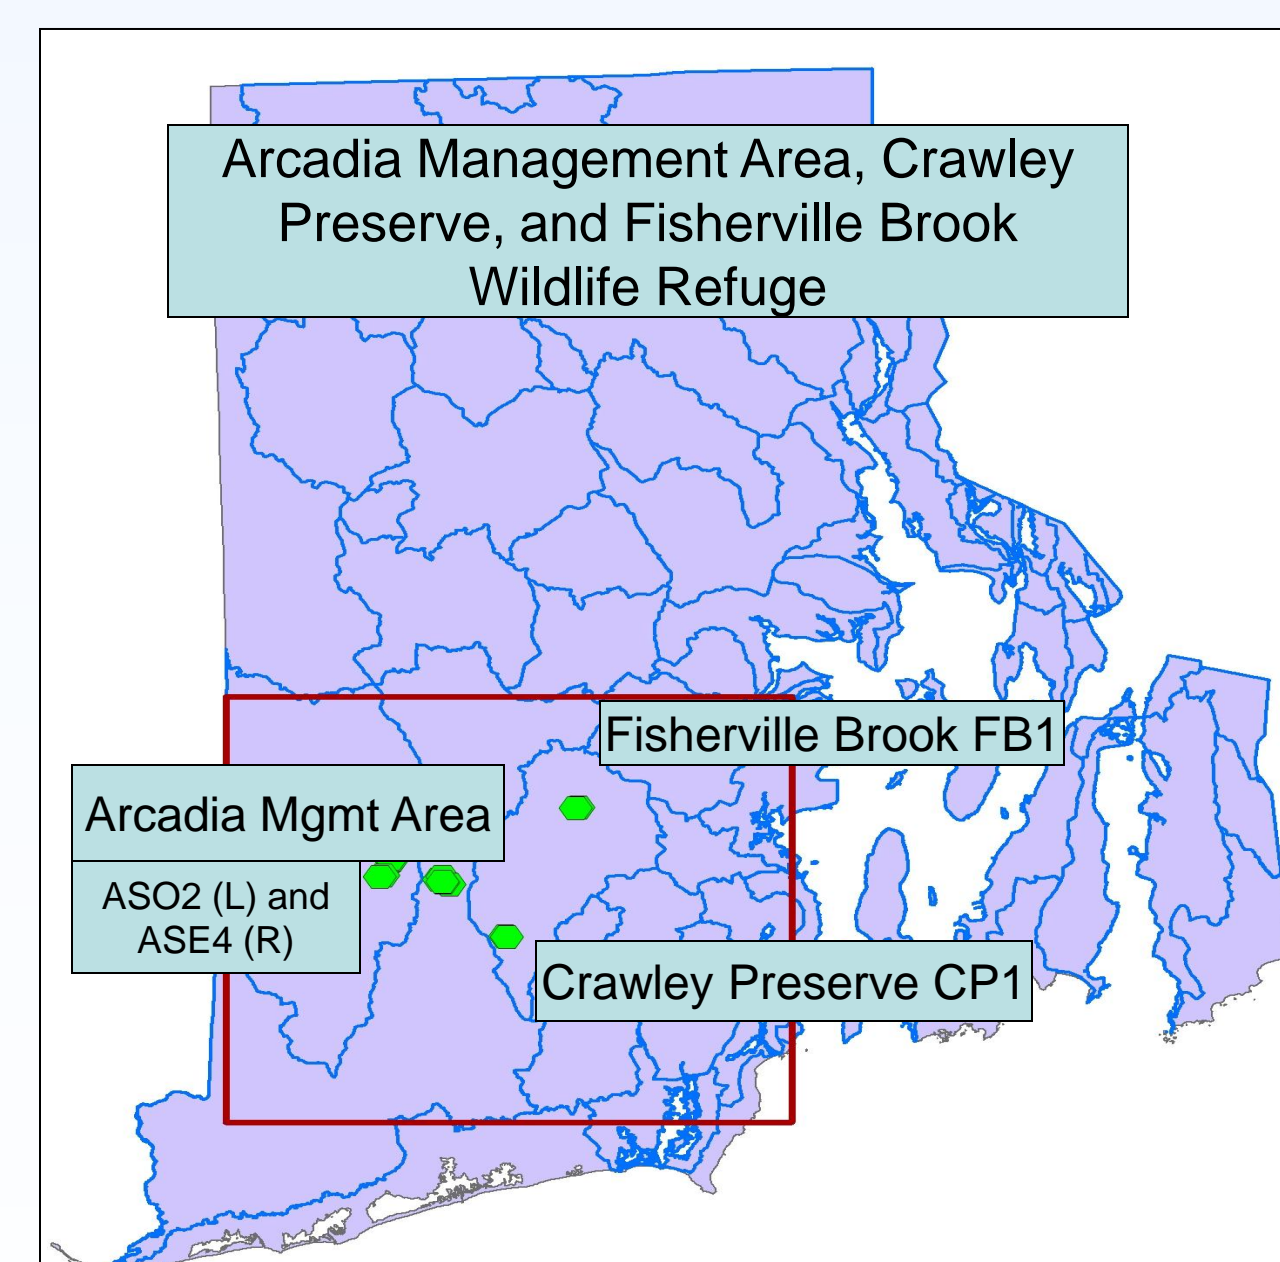 Arcadia Management Area, Crawley
Preserve, and Fisherville Brook
Wildlife Refuge
Fisherville Brook FB1
Arcadia Mgmt Area
ASO2 (L) and
ASE4 (R)
Crawley Preserve CP1